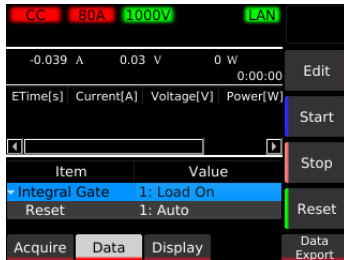 CC 80A 1000V LAN
-0.039 A 0.03 V 0 W
0:00:00
Edit
ETime[s] Current[A] Voltage[V] Power[W]
Start
Stop
Item Value
Integral Gate 1: Load On
Reset 1: Auto
Reset
Acquire Data Display
Data
Export